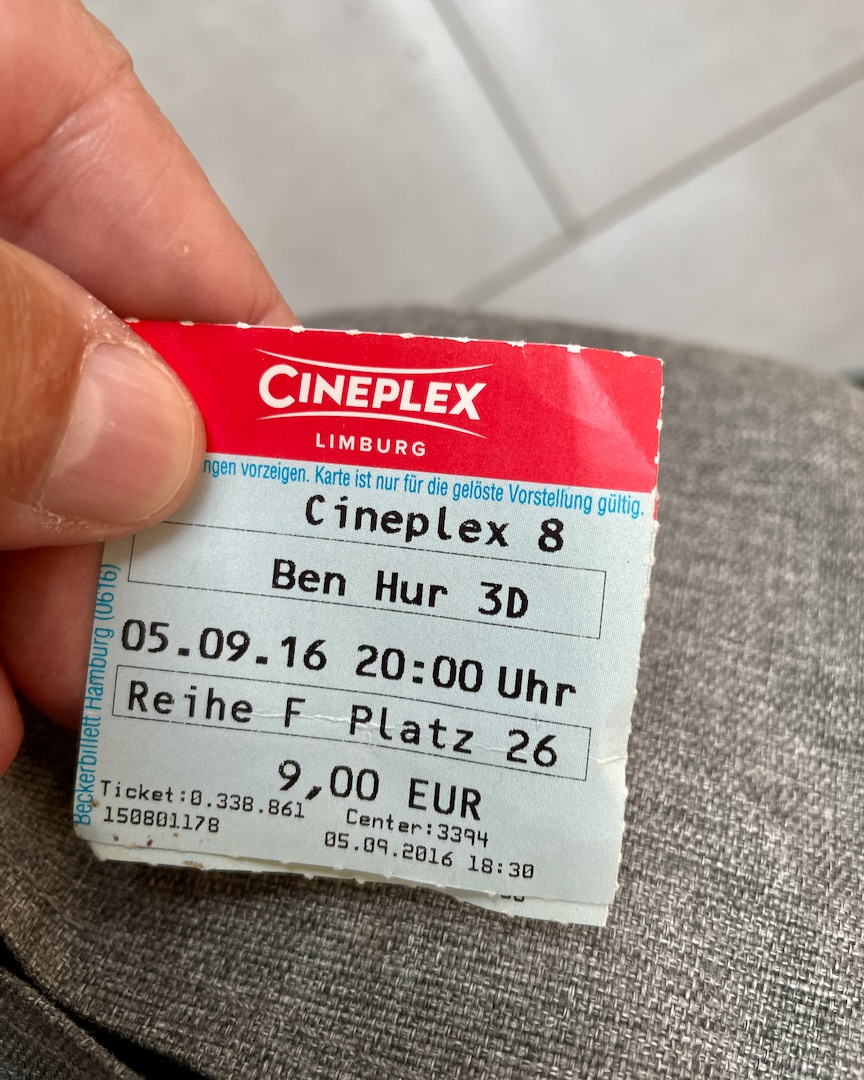 CINEPLEX
LIMBURG
ngen vorzeigen. Karte ist nur für die gelöste Vorstellung gültig.
Cineplex 8
Ben Hur 3D
05.09.16 20:00 Uhr
Reihe F Platz 26
9,00 EUR
Ticket:0.338.861 Center:3394
150801178 05.09.2016 18:30
Beckerbillett Hamburg (0616)